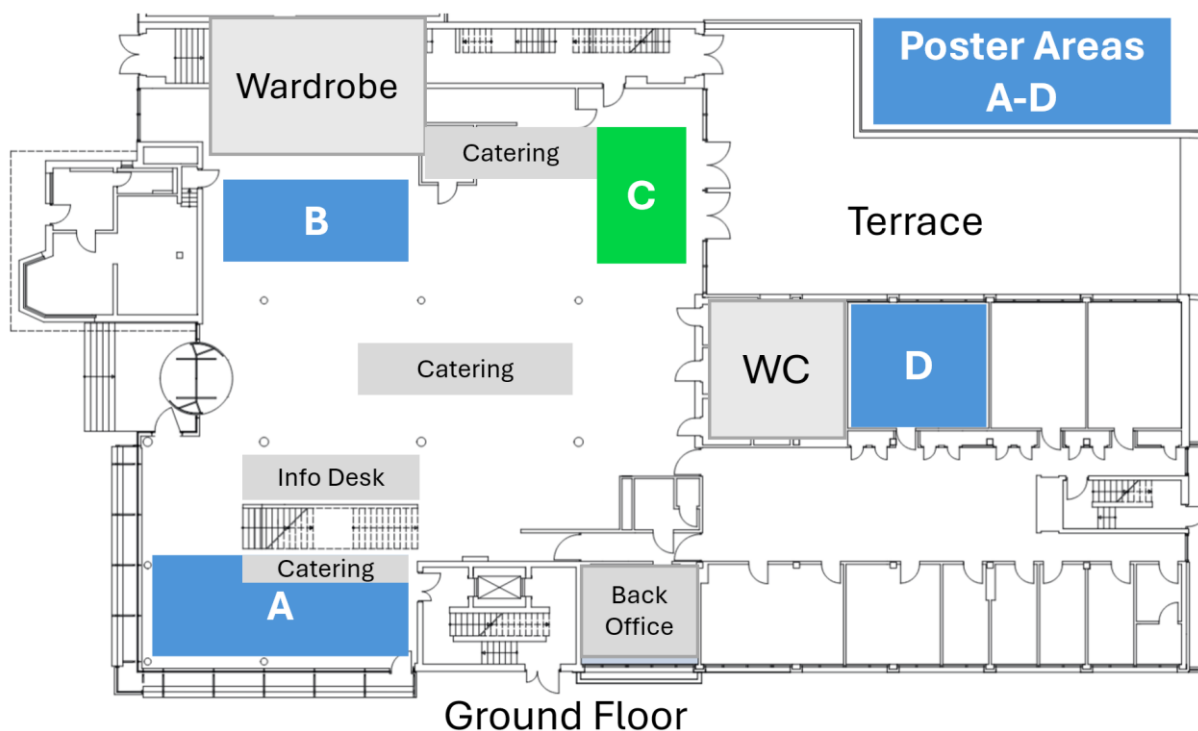 Poster Areas
A-D
Wardrobe
Catering
C
B
Terrace
Catering
WC
D
Info Desk
Catering
A
Back
Office
Ground Floor